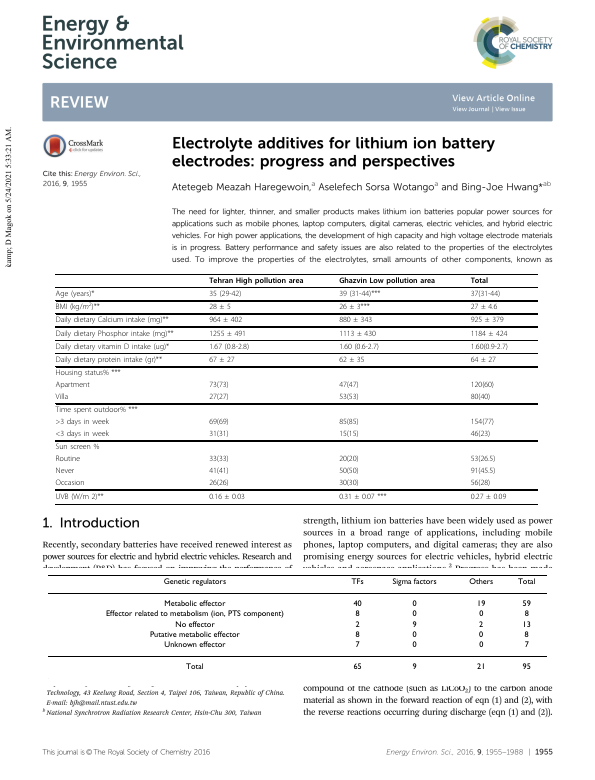 Energy &
Environmental
Science
ROYAL SOCIETY
OF CHEMISTRY
REVIEW
View Article Online
View Journal | View Issue
CrossMark
click for updates
Cite this: Energy Environ. Sci.,
2016, 9, 1955
Electrolyte additives for lithium ion battery
electrodes: progress and perspectives
Atetegeb Meazah Haregewoin,a Aselefech Sorsa Wotangoa and Bing-Joe Hwang*ab
The need for lighter, thinner, and smaller products makes lithium ion batteries popular power sources for
applications such as mobile phones, laptop computers, digital cameras, electric vehicles, and hybrid electric
vehicles. For high power applications, the development of high capacity and high voltage electrode materials
is in progress. Battery performance and safety issues are also related to the properties of the electrolytes
used. To improve the properties of the electrolytes, small amounts of other components, known as
D Magok on 5/24/2021 5:33:21 AM.
Tehran High pollution area Ghazvin Low pollution area Total
Age (years)* 35 (29-42) 39 (31-44)*** 37(31-44)
BMI (kg/m²)** 28 ± 5 26 ± 3*** 27 ± 4.6
Daily dietary Calcium intake (mg)** 964 ± 402 880 ± 343 925 ± 379
Daily dietary Phosphor intake (mg)** 1255 ± 491 1113 ± 430 1184 ± 424
Daily dietary vitamin D intake (ug)* 1.67 (0.8-2.8) 1.60 (0.6-2.7) 1.60(0.9-2.7)
Daily dietary protein intake (gr)** 67 ± 27 62 ± 35 64 ± 27
Housing status% ***
Apartment 73(73) 47(47) 120(60)
Villa 27(27) 53(53) 80(40)
Time spent outdoor% ***
>3 days in week 69(69) 85(85) 154(77)
<3 days in week 31(31) 15(15) 46(23)
Sun screen %
Routine 33(33) 20(20) 53(26.5)
Never 41(41) 50(50) 91(45.5)
Occasion 26(26) 30(30) 56(28)
UVB (W/m 2)** 0.16 ± 0.03 0.31 ± 0.07 *** 0.27 ± 0.09
1. Introduction
Recently, secondary batteries have received renewed interest as
power sources for electric and hybrid electric vehicles. Research and
strength, lithium ion batteries have been widely used as power
sources in a broad range of applications, including mobile
phones, laptop computers, and digital cameras; they are also
promising energy sources for electric vehicles, hybrid electric
Genetic regulators TFs Sigma factors Others Total
Metabolic effector 40 0 19 59
Effector related to metabolism (ion, PTS component) 8 0 0 8
No effector 2 9 2 13
Putative metabolic effector 8 0 0 8
Unknown effector 7 0 0 7
Total 65 9 21 95
Technology, 43 Keelung Road, Section 4, Taipei 106, Taiwan, Republic of China.
E-mail: bjh@mail.ntust.edu.tw
b National Synchrotron Radiation Research Center, Hsin-Chu 300, Taiwan
compound of the cathode (such as LiCoO2) to the carbon anode
material as shown in the forward reaction of eqn (1) and (2), with
the reverse reactions occurring during discharge (eqn (1) and (2)).
This journal is © The Royal Society of Chemistry 2016
Energy Environ. Sci., 2016, 9, 1955–1988 | 1955